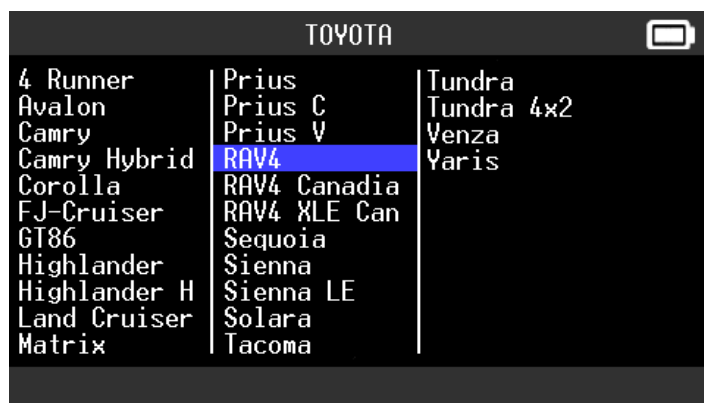 TOYOTA
4 Runner
Avalon
Camry
Camry Hybrid
Corolla
FJ-Cruiser
GT86
Highlander
Highlander H
Land Cruiser
Matrix
Prius
Prius C
Prius V
RAV4
RAV4 Canadia
RAV4 XLE Can
Sequoia
Sienna
Sienna LE
Solara
Tacoma
Tundra
Tundra 4x2
Venza
Yaris